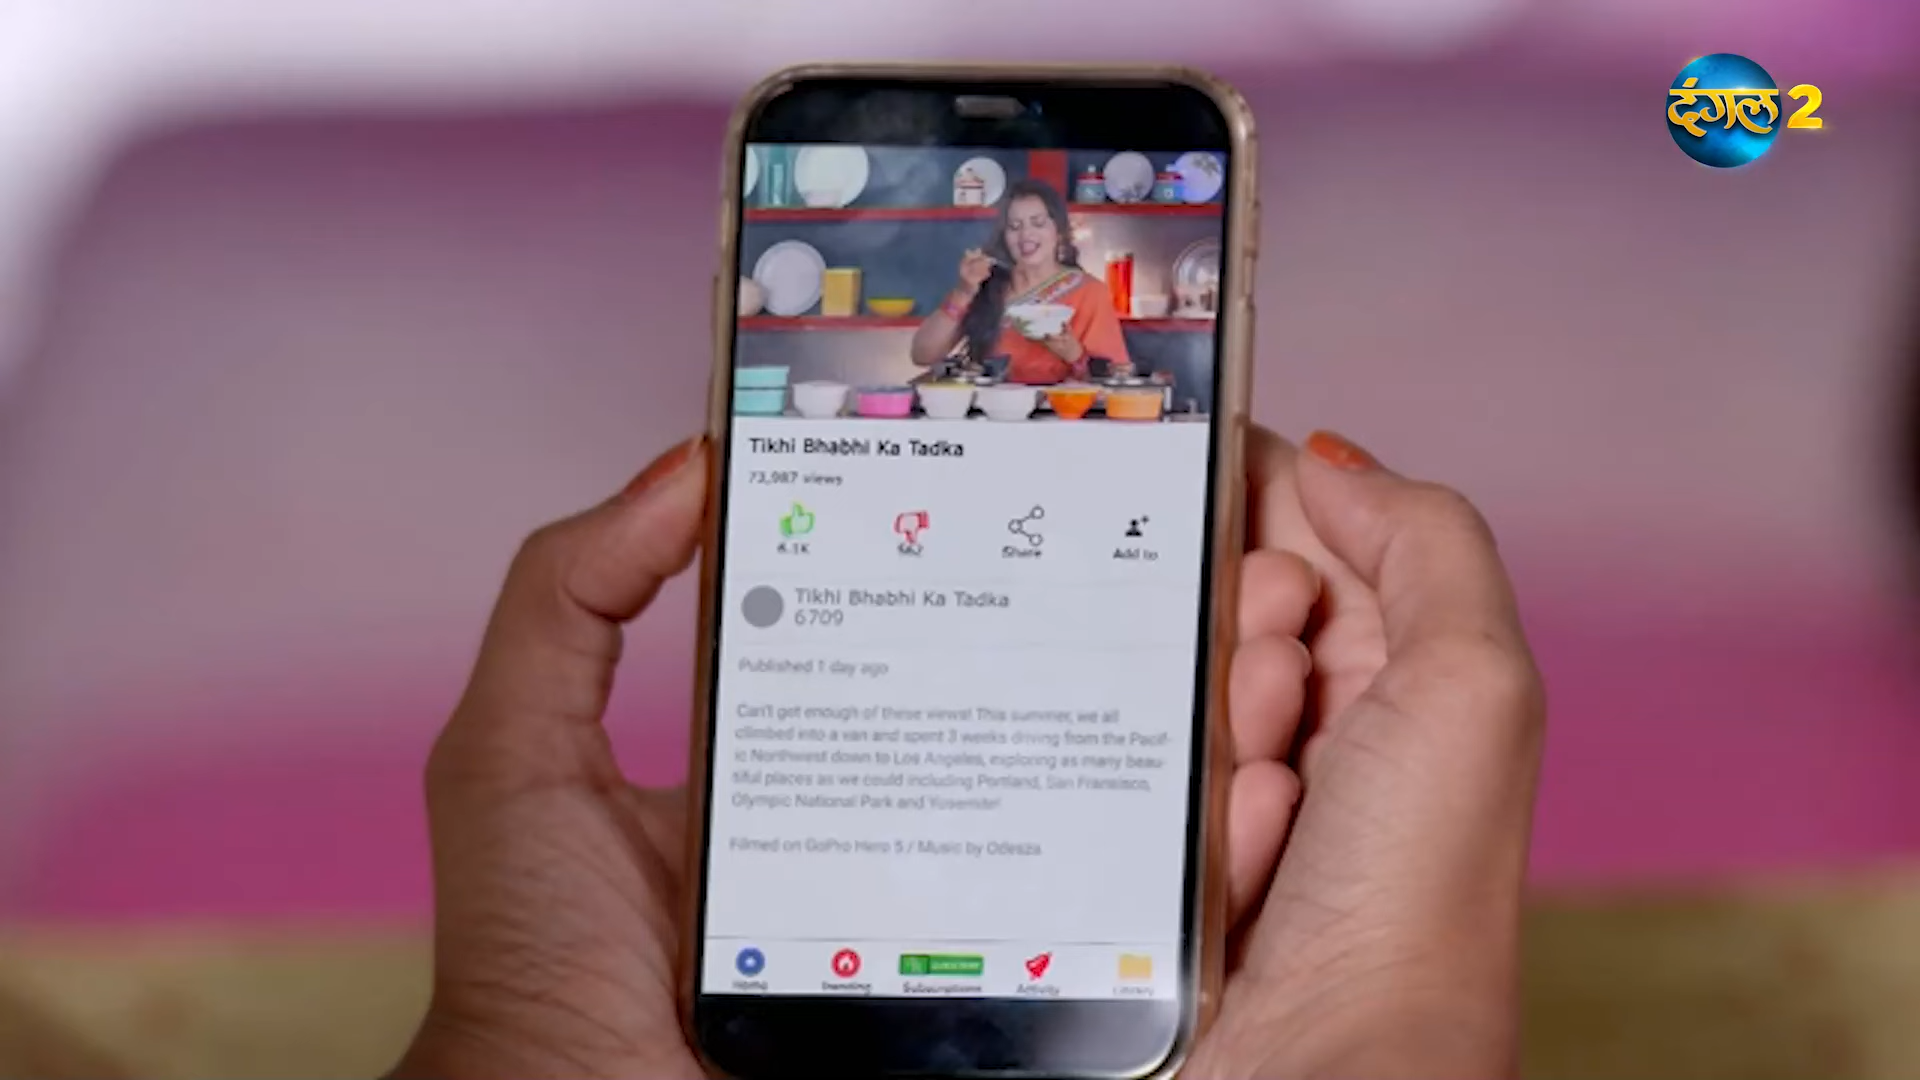 दंगल 2
Tikhi Bhabhi Ka Tadka
73,987 views
6.1K
562
Share
Add to
Tikhi Bhabhi Ka Tadka
6709
Published 1 day ago
Can't get enough of these views! This summer, we all
climbed into a van and spent 3 weeks driving from the Pacif-
ic Northwest down to Los Angeles, exploring as many beau-
tiful places as we could including Portland, San Fransisco,
Olympic National Park and Yosemite!
Filmed on GoPro Hero 5 / Music by Odesza
Home
Trending
Subscriptions
Activity
Library